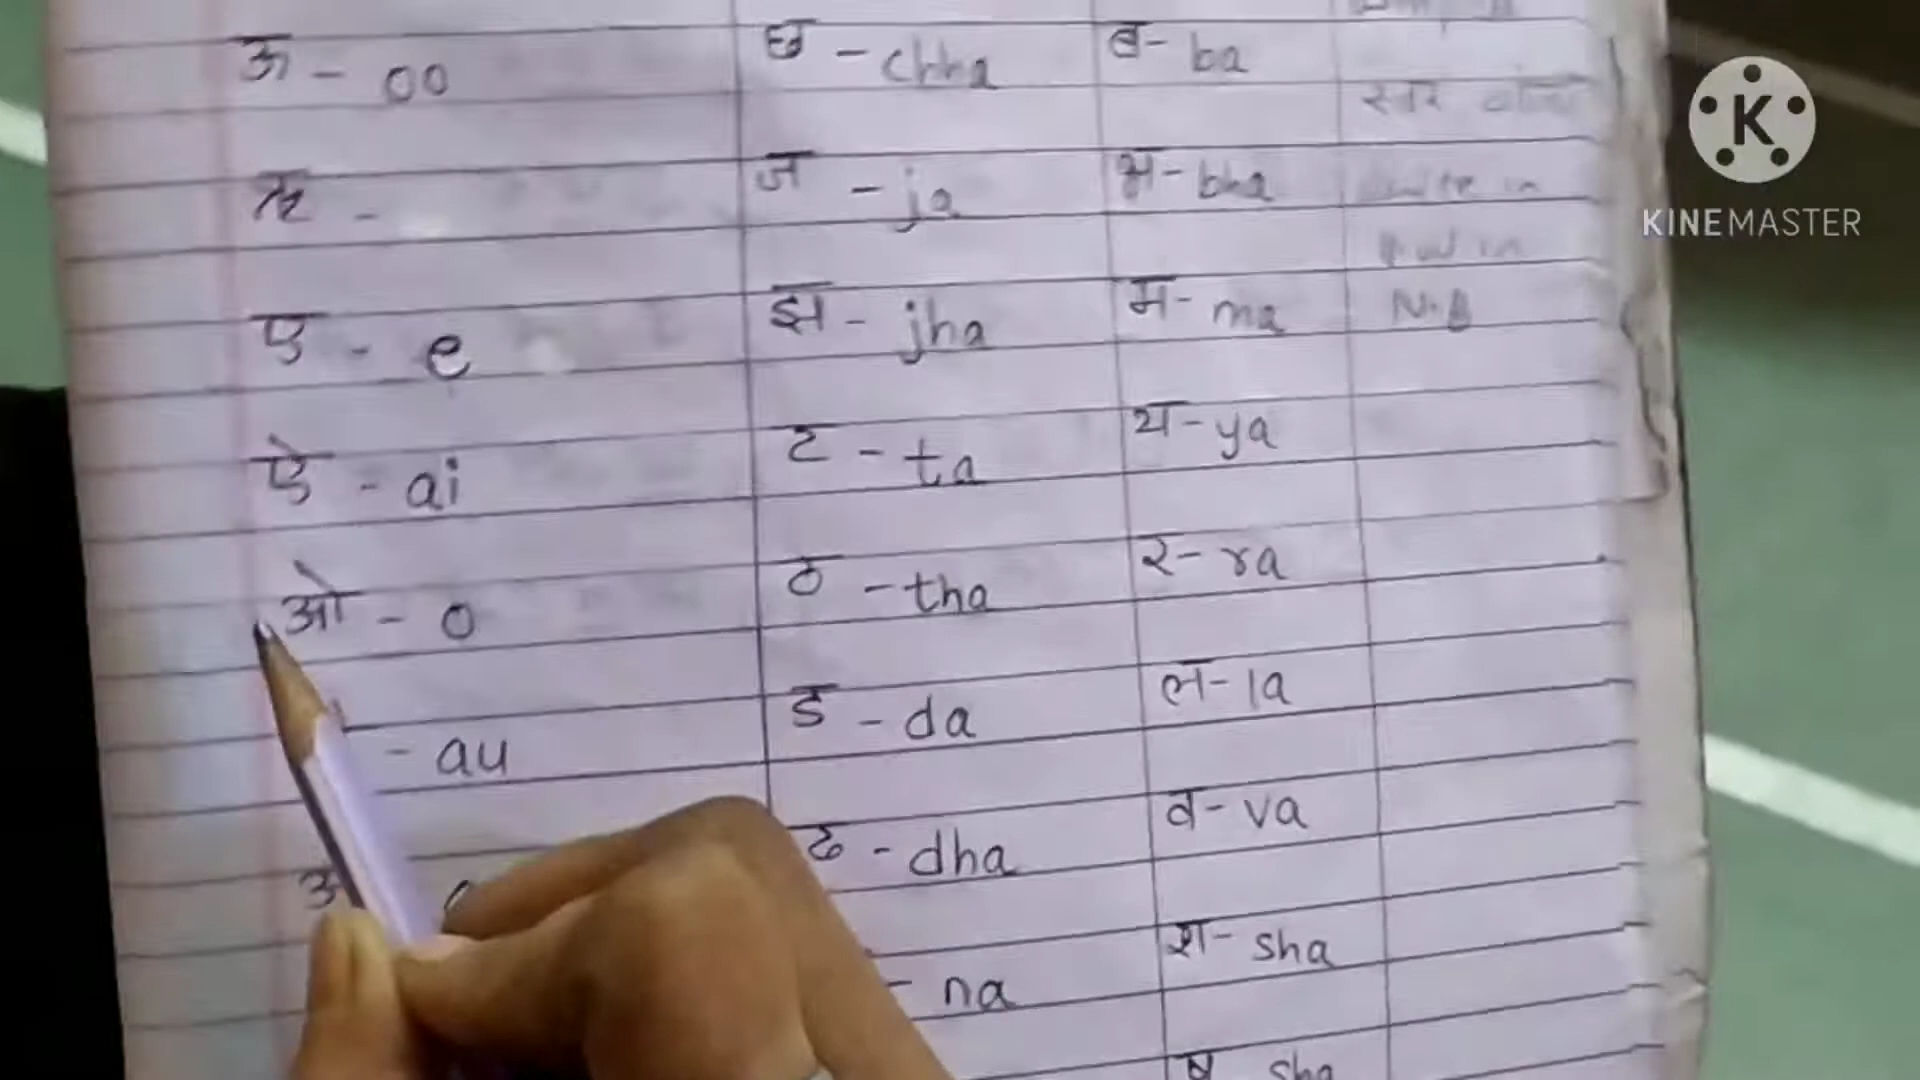 ऊ - oo छ - chha ब - ba
ऋ - ज - ja भ - bha
ए - e झ - jha म - ma N.B
ऐ - ai ट - ta य - ya
ओ - o ठ - tha र - ra
- au ड - da ल - la
ढ - dha व - va
- na श - sha
ष sha
K
KINEMASTER